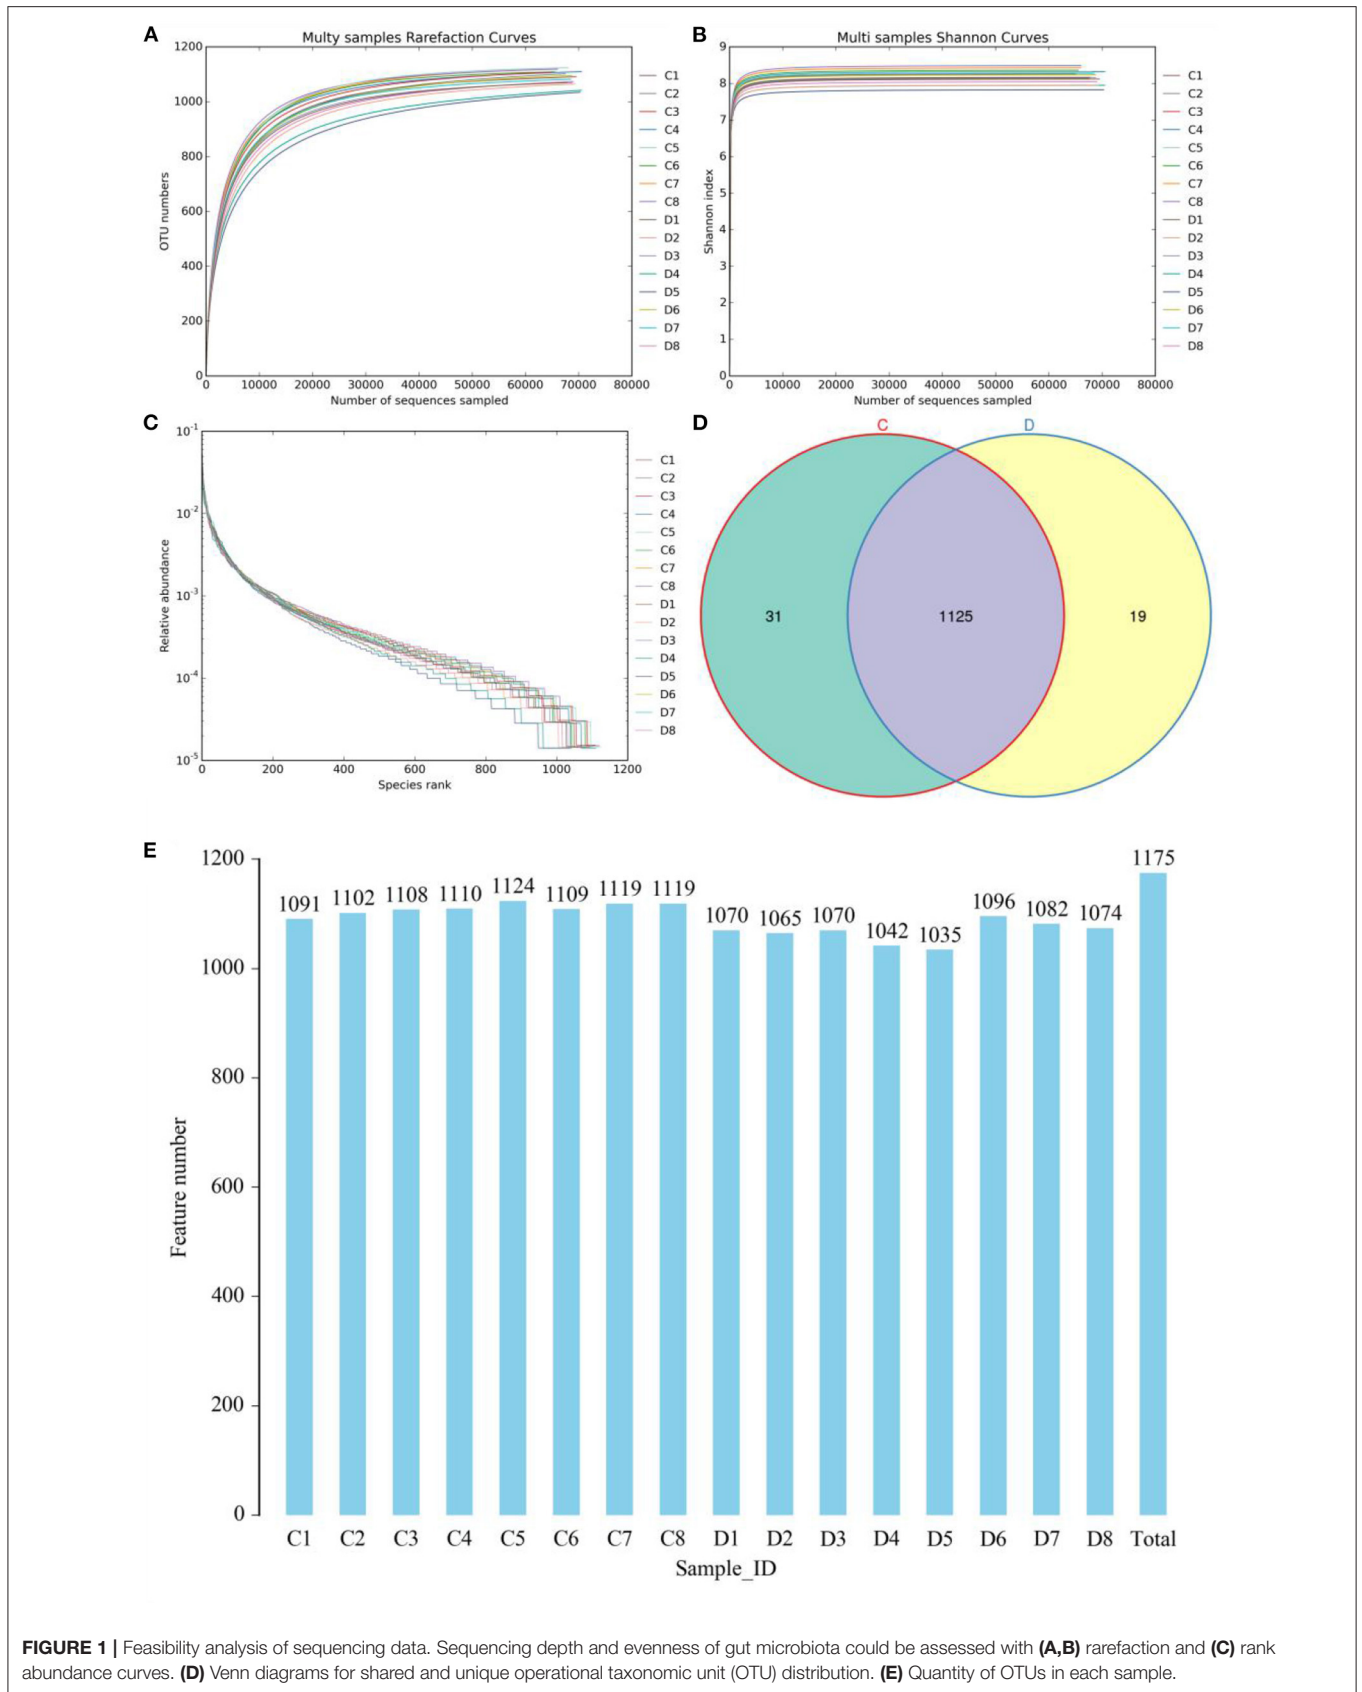 A
Multy samples Rarefaction Curves
1200
1000
800
600
400
200
0
OTU numbers
0 10000 20000 30000 40000 50000 60000 70000 80000
Number of sequences sampled
C1
C2
C3
C4
C5
C6
C7
C8
D1
D2
D3
D4
D5
D6
D7
D8
B
Multi samples Shannon Curves
9
8
7
6
5
4
3
2
1
0
Shannon index
0 10000 20000 30000 40000 50000 60000 70000 80000
Number of sequences sampled
C1
C2
C3
C4
C5
C6
C7
C8
D1
D2
D3
D4
D5
D6
D7
D8
C
10-1
10-2
10-3
10-4
10-5
Relative abundance
0 200 400 600 800 1000 1200
Species rank
C1
C2
C3
C4
C5
C6
C7
C8
D1
D2
D3
D4
D5
D6
D7
D8
D
C D
31 1125 19
E
1200
1000
800
600
400
200
0
Feature number
1091 1102 1108 1110 1124 1109 1119 1119 1070 1065 1070 1042 1035 1096 1082 1074 1175
C1 C2 C3 C4 C5 C6 C7 C8 D1 D2 D3 D4 D5 D6 D7 D8 Total
Sample_ID
FIGURE 1 | Feasibility analysis of sequencing data. Sequencing depth and evenness of gut microbiota could be assessed with (A,B) rarefaction and (C) rank
abundance curves. (D) Venn diagrams for shared and unique operational taxonomic unit (OTU) distribution. (E) Quantity of OTUs in each sample.